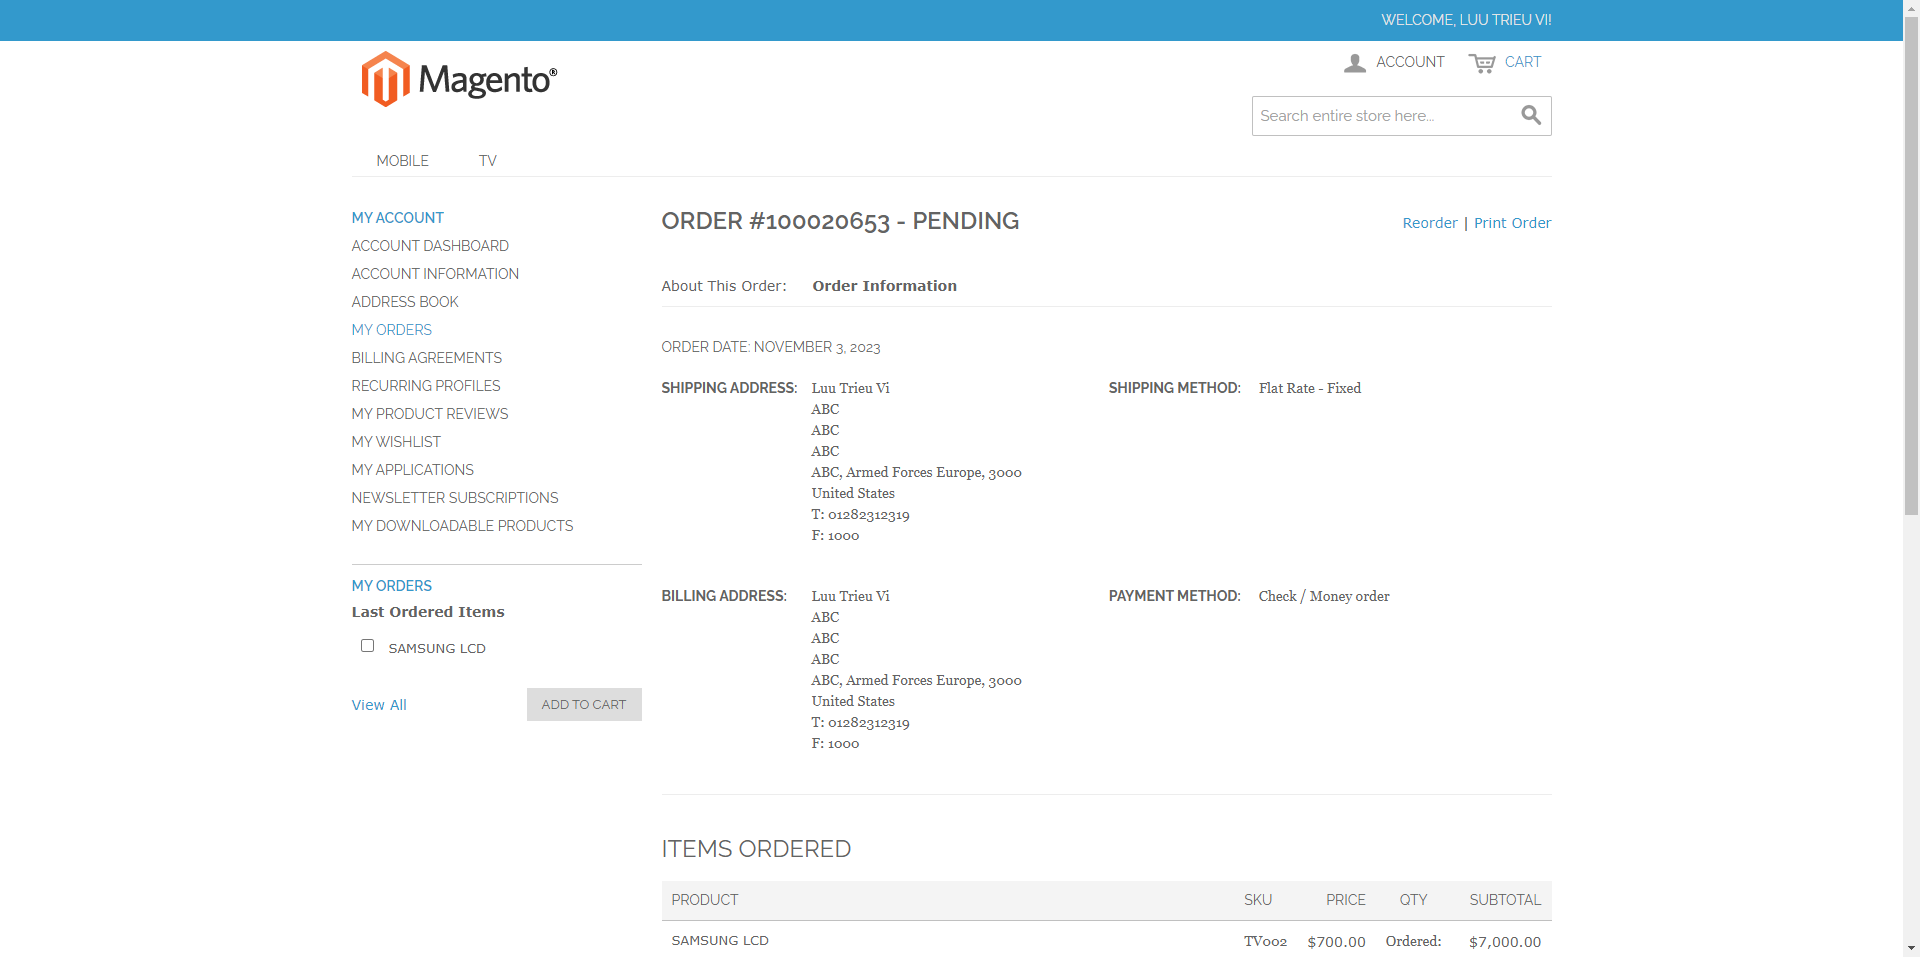 WELCOME, LUU TRIEU VI!
Magento®
ACCOUNT
CART
Search entire store here...
MOBILE
TV
MY ACCOUNT
ACCOUNT DASHBOARD
ACCOUNT INFORMATION
ADDRESS BOOK
MY ORDERS
BILLING AGREEMENTS
RECURRING PROFILES
MY PRODUCT REVIEWS
MY WISHLIST
MY APPLICATIONS
NEWSLETTER SUBSCRIPTIONS
MY DOWNLOADABLE PRODUCTS
MY ORDERS
Last Ordered Items
SAMSUNG LCD
View All
ADD TO CART
ORDER #100020653 - PENDING
Reorder | Print Order
About This Order: Order Information
ORDER DATE: NOVEMBER 3, 2023
SHIPPING ADDRESS:
Luu Trieu Vi
ABC
ABC
ABC
ABC, Armed Forces Europe, 3000
United States
T: 01282312319
F: 1000
SHIPPING METHOD: Flat Rate - Fixed
BILLING ADDRESS:
Luu Trieu Vi
ABC
ABC
ABC
ABC, Armed Forces Europe, 3000
United States
T: 01282312319
F: 1000
PAYMENT METHOD: Check / Money order
ITEMS ORDERED
PRODUCT SKU PRICE QTY SUBTOTAL
SAMSUNG LCD TV002 $700.00 Ordered: $7,000.00